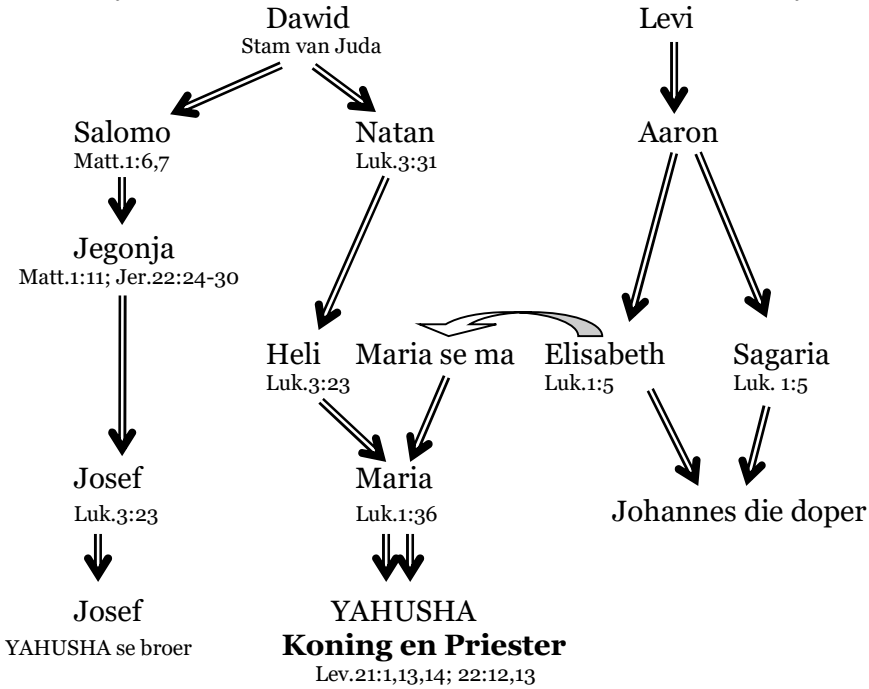 Dawid
Stam van Juda
Levi
Salomo
Matt.1:6,7
Natan
Luk.3:31
Aaron
Jegonja
Matt.1:11; Jer.22:24-30
Heli
Luk.3:23
Maria se ma
Elisabeth
Luk.1:5
Sagaria
Luk. 1:5
Josef
Luk.3:23
Maria
Luk.1:36
Johannes die doper
Josef
YAHUSHA se broer
YAHUSHA
Koning en Priester
Lev.21:1,13,14; 22:12,13